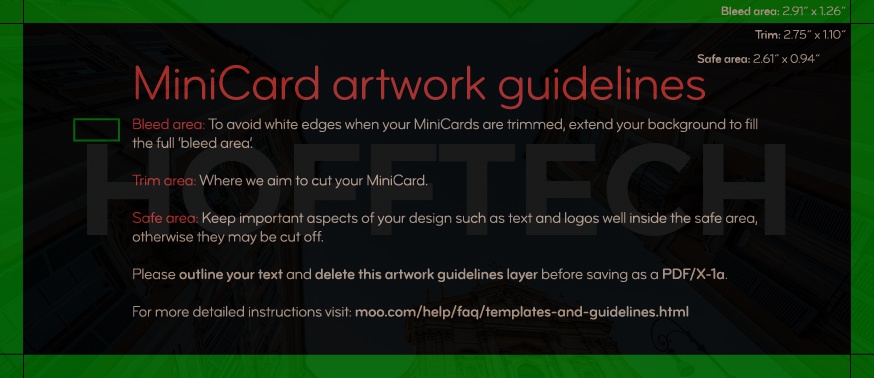 Bleed area: 2.91” x 1.26”
Trim: 2.75” x 1.10”
Safe area: 2.61” x 0.94”
MiniCard artwork guidelines
Bleed area: To avoid white edges when your MiniCards are trimmed, extend your background to fill
the full ‘bleed area’.
Trim area: Where we aim to cut your MiniCard.
HOFFTECH
Safe area: Keep important aspects of your design such as text and logos well inside the safe area,
otherwise they may be cut off.
Please outline your text and delete this artwork guidelines layer before saving as a PDF/X-1a.
For more detailed instructions visit: moo.com/help/faq/templates-and-guidelines.html